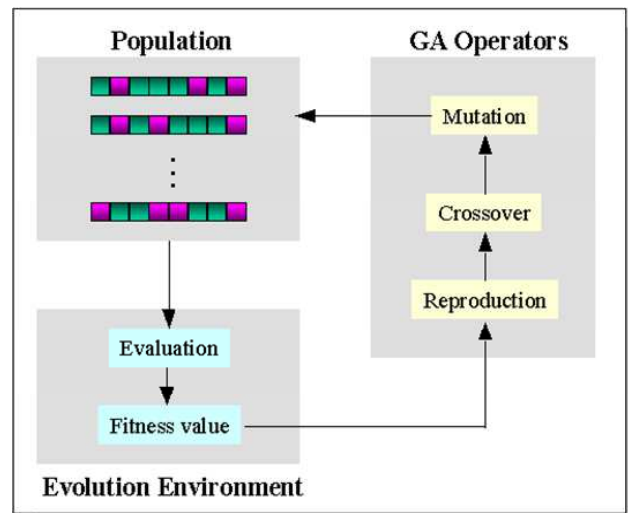 Population
GA Operators
Mutation
Crossover
Reproduction
Evaluation
Fitness value
Evolution Environment